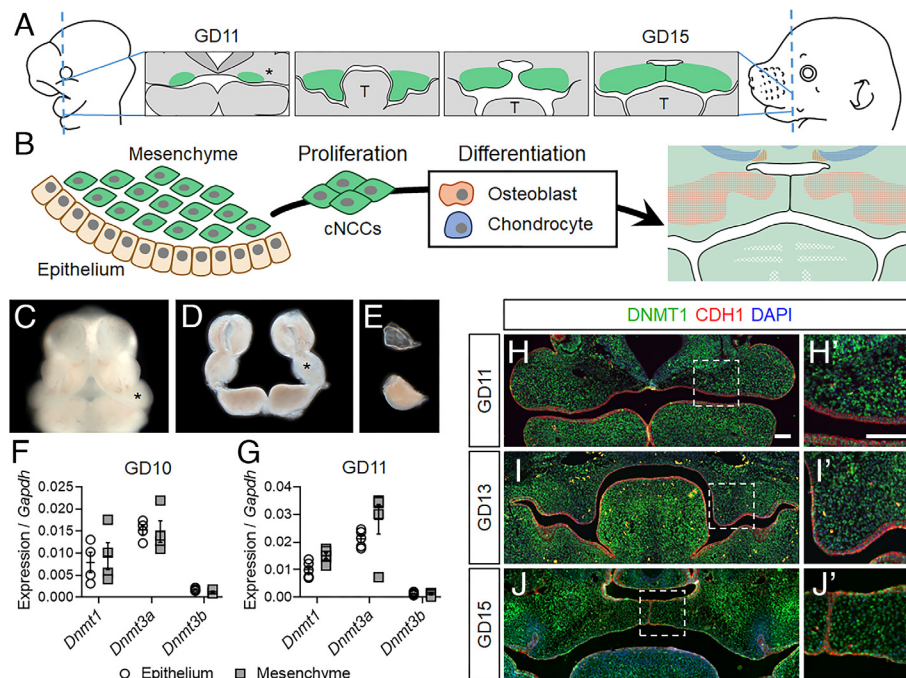 A
GD11
GD15
*
T
T
T
B
Mesenchyme
Epithelium
Proliferation
cNCCs
Differentiation
Osteoblast
Chondrocyte
C
*
D
*
E
DNMT1 CDH1 DAPI
GD11
H
H'
GD13
I
I'
GD15
J
J'
F
GD10
Expression / Gapdh
0.025
0.020
0.015
0.010
0.005
0.000
Dnmt1
Dnmt3a
Dnmt3b
G
GD11
Expression / Gapdh
0.04
0.03
0.02
0.01
0.00
Dnmt1
Dnmt3a
Dnmt3b
Epithelium
Mesenchyme